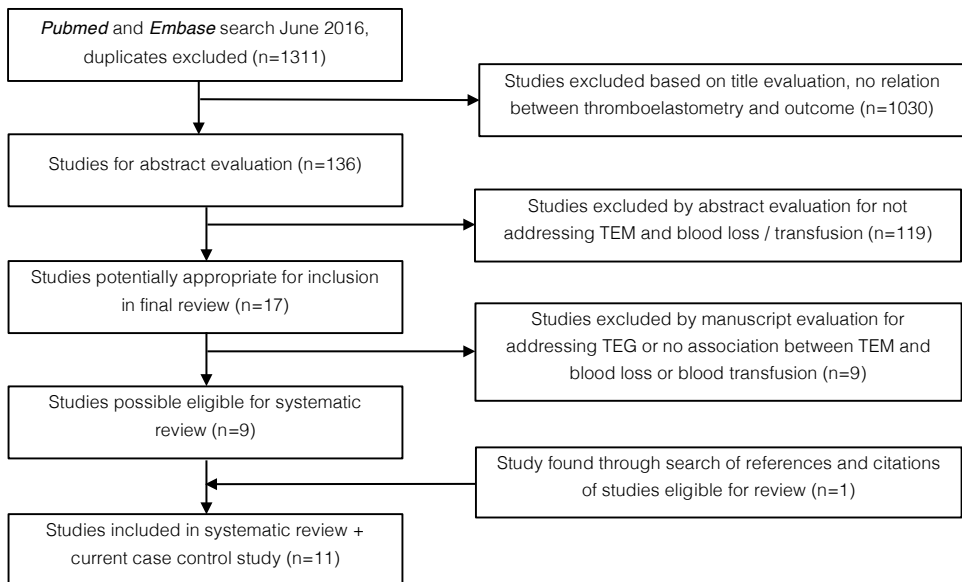 Pubmed and Embase search June 2016,
duplicates excluded (n=1311)
Studies excluded based on title evaluation, no relation
between thromboelastometry and outcome (n=1030)
Studies for abstract evaluation (n=136)
Studies excluded by abstract evaluation for not
addressing TEM and blood loss / transfusion (n=119)
Studies potentially appropriate for inclusion
in final review (n=17)
Studies excluded by manuscript evaluation for
addressing TEG or no association between TEM and
blood loss or blood transfusion (n=9)
Studies possible eligible for systematic
review (n=9)
Study found through search of references and citations
of studies eligible for review (n=1)
Studies included in systematic review +
current case control study (n=11)